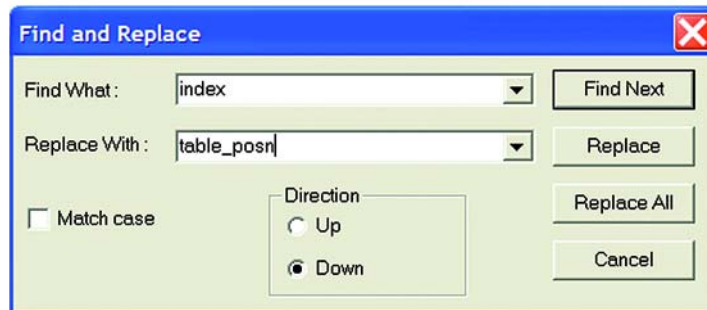 Find and Replace
Find What : index Find Next
Replace With : table_posn Replace
Match case Direction Replace All
Up
Down Cancel